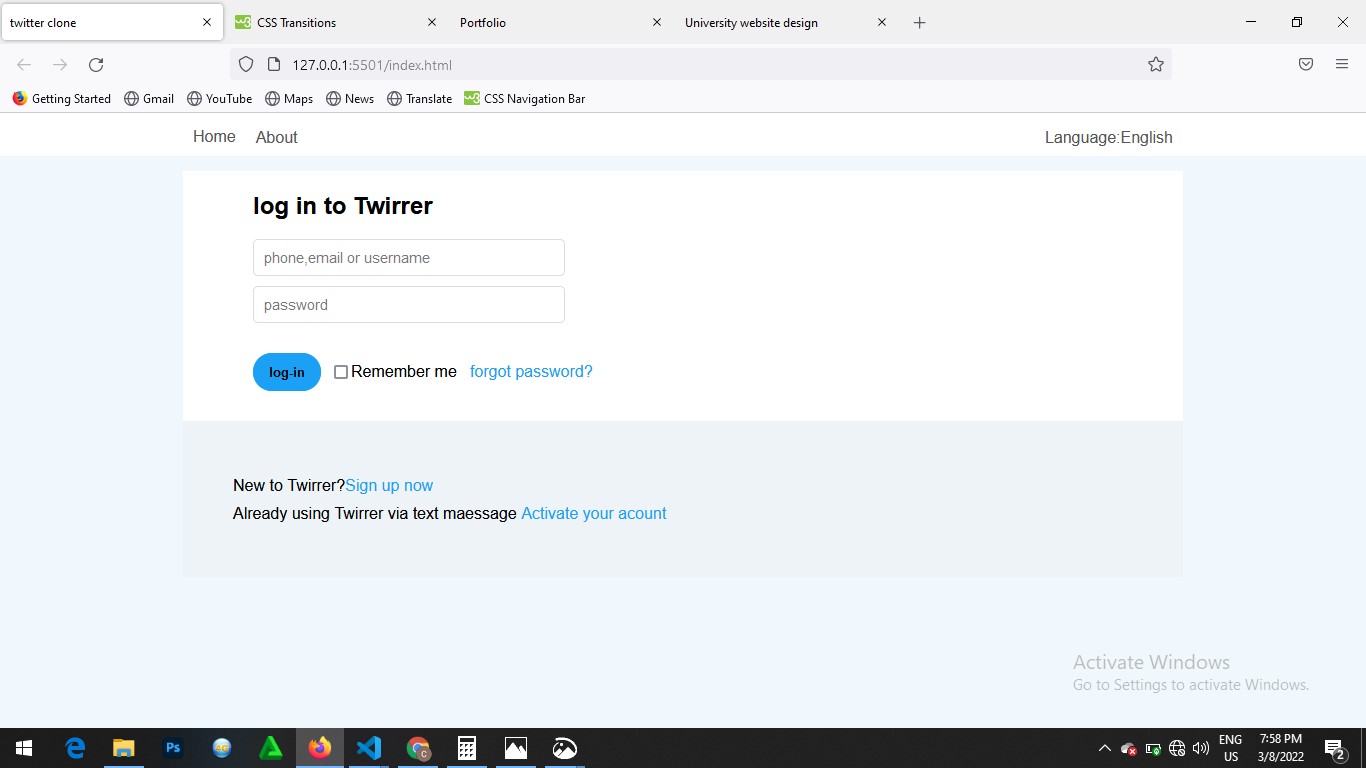 twitter clone
CSS Transitions
Portfolio
University website design
127.0.0.1:5501/index.html
Getting Started
Gmail
YouTube
Maps
News
Translate
CSS Navigation Bar
Home
About
Language:English
log in to Twirrer
phone,email or username
password
log-in
Remember me
forgot password?
New to Twirrer?Sign up now
Already using Twirrer via text maessage Activate your acount
Activate Windows
Go to Settings to activate Windows.
Ps
4G
C
ENG
US
7:58 PM
3/8/2022
2